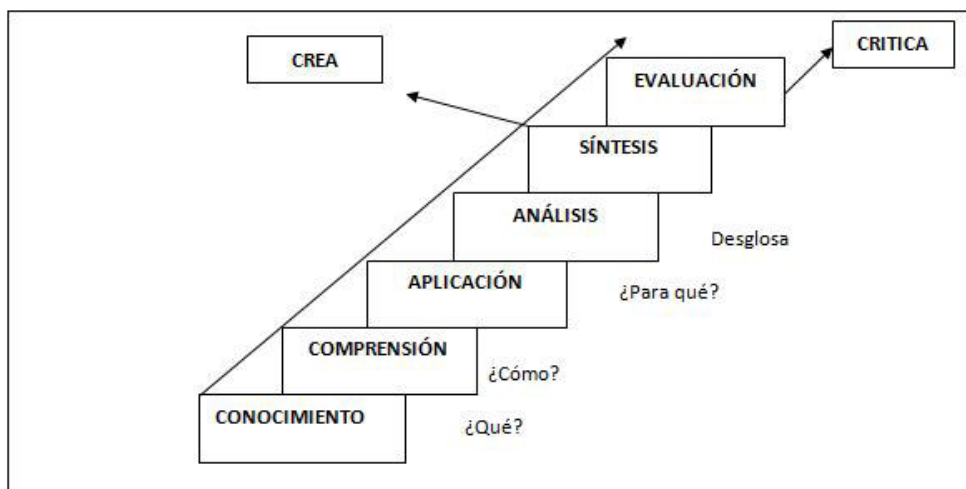 CREA
CRITICA
EVALUACIÓN
SÍNTESIS
ANÁLISIS
Desglosa
APLICACIÓN
¿Para qué?
COMPRENSIÓN
¿Cómo?
CONOCIMIENTO
¿Qué?